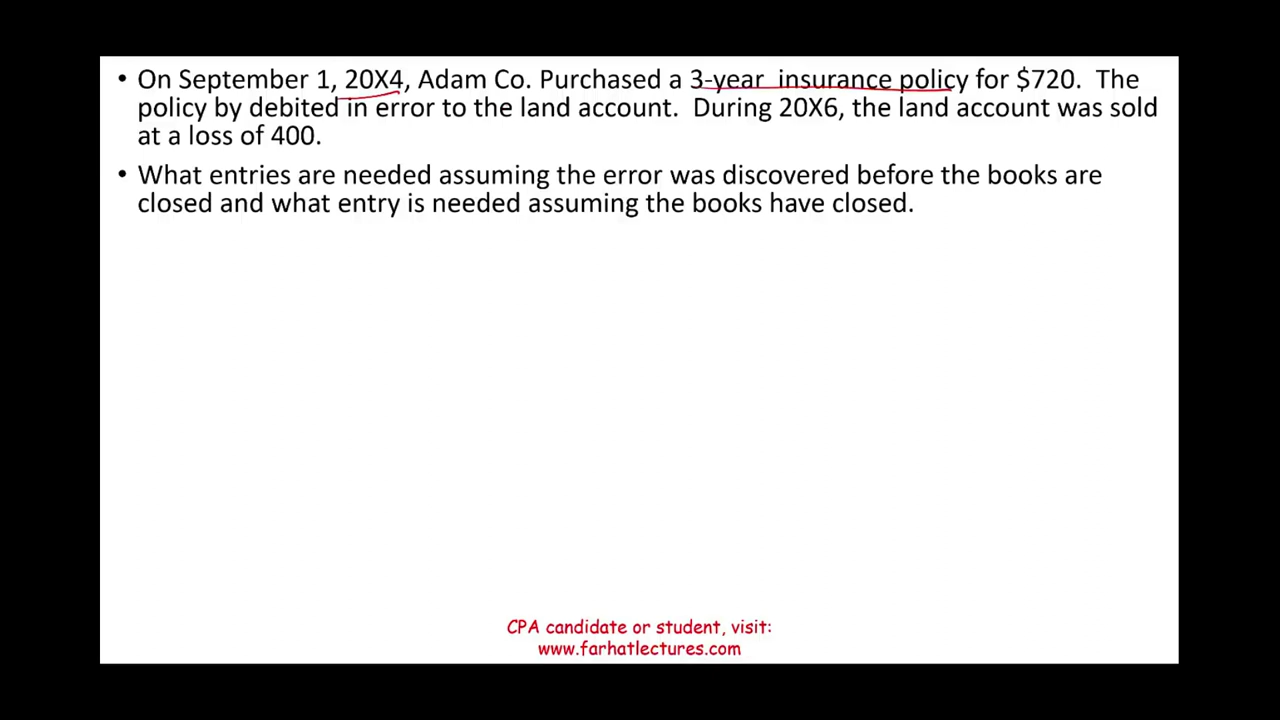 • On September 1, 20X4, Adam Co. Purchased a 3-year insurance policy for $720. The
policy by debited in error to the land account. During 20X6, the land account was sold
at a loss of 400.
• What entries are needed assuming the error was discovered before the books are
closed and what entry is needed assuming the books have closed.
CPA candidate or student, visit:
www.farhatlectures.com